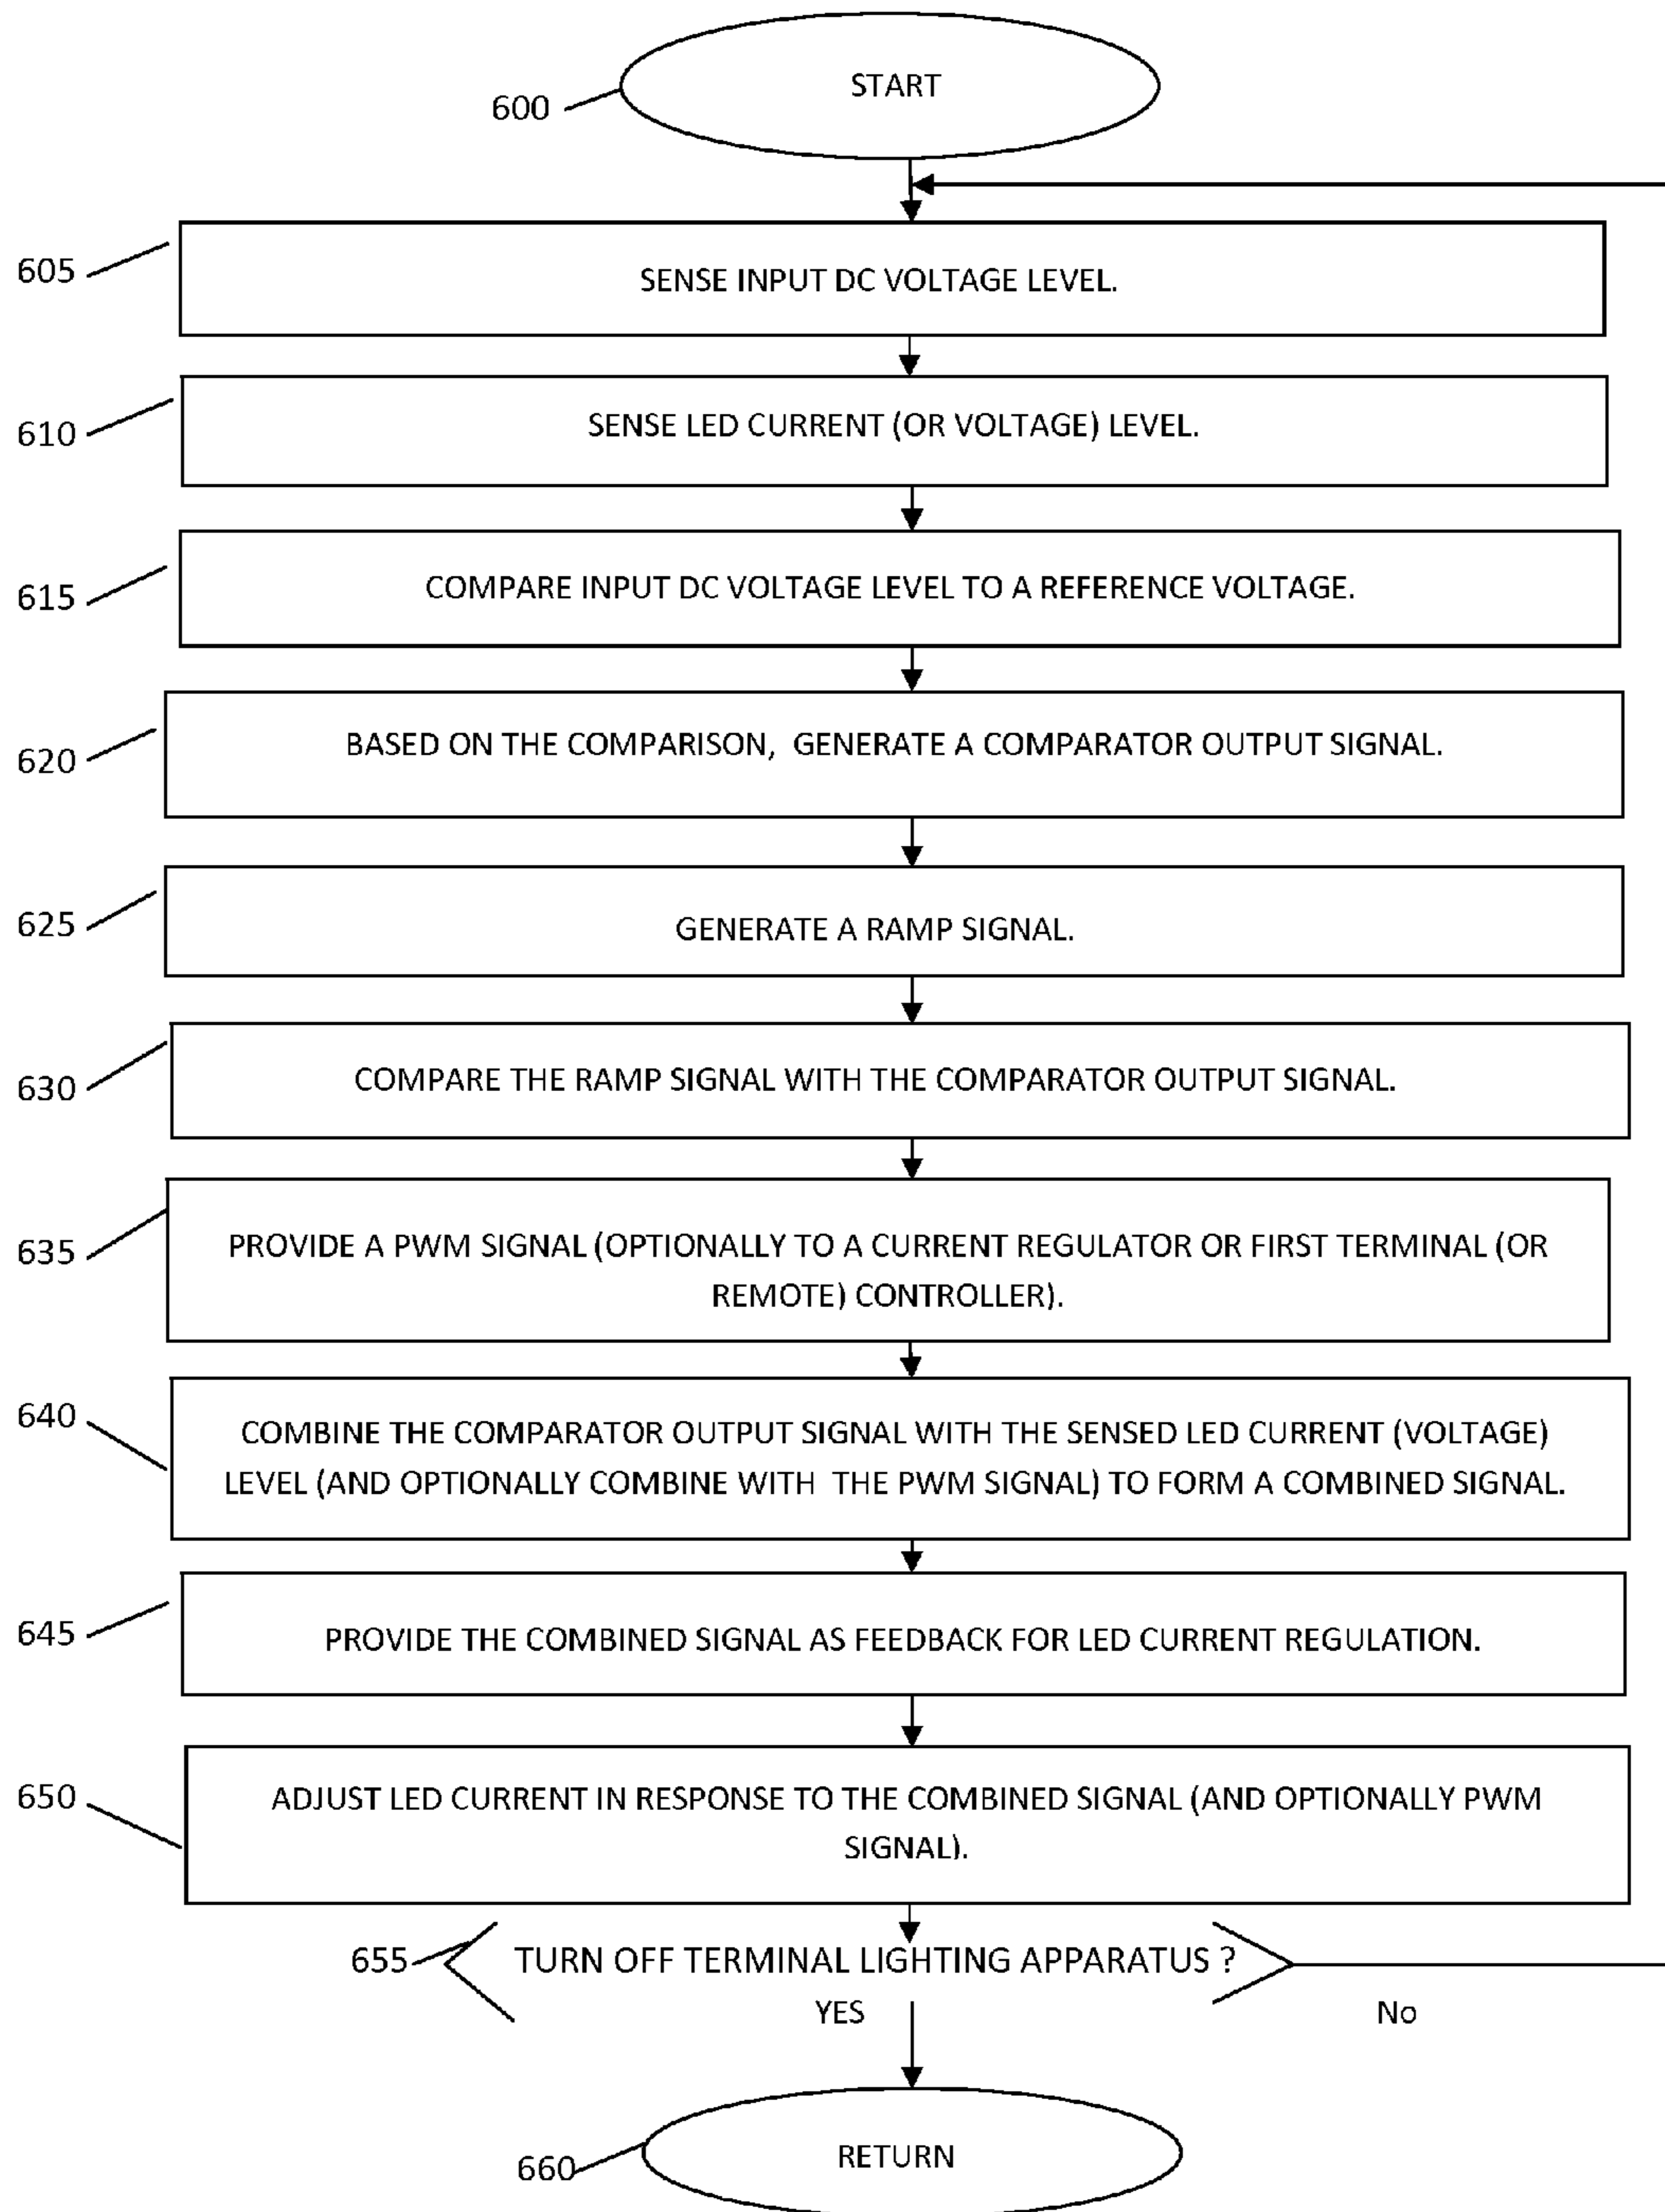 START
600
605
SENSE INPUT DC VOLTAGE LEVEL.
610
SENSE LED CURRENT (OR VOLTAGE) LEVEL.
615
COMPARE INPUT DC VOLTAGE LEVEL TO A REFERENCE VOLTAGE.
620
BASED ON THE COMPARISON, GENERATE A COMPARATOR OUTPUT SIGNAL.
625
GENERATE A RAMP SIGNAL.
630
COMPARE THE RAMP SIGNAL WITH THE COMPARATOR OUTPUT SIGNAL.
635
PROVIDE A PWM SIGNAL (OPTIONALLY TO A CURRENT REGULATOR OR FIRST TERMINAL (OR
REMOTE) CONTROLLER).
640
COMBINE THE COMPARATOR OUTPUT SIGNAL WITH THE SENSED LED CURRENT (VOLTAGE)
LEVEL (AND OPTIONALLY COMBINE WITH THE PWM SIGNAL) TO FORM A COMBINED SIGNAL.
645
PROVIDE THE COMBINED SIGNAL AS FEEDBACK FOR LED CURRENT REGULATION.
650
ADJUST LED CURRENT IN RESPONSE TO THE COMBINED SIGNAL (AND OPTIONALLY PWM
SIGNAL).
655
TURN OFF TERMINAL LIGHTING APPARATUS ?
YES
No
660
RETURN